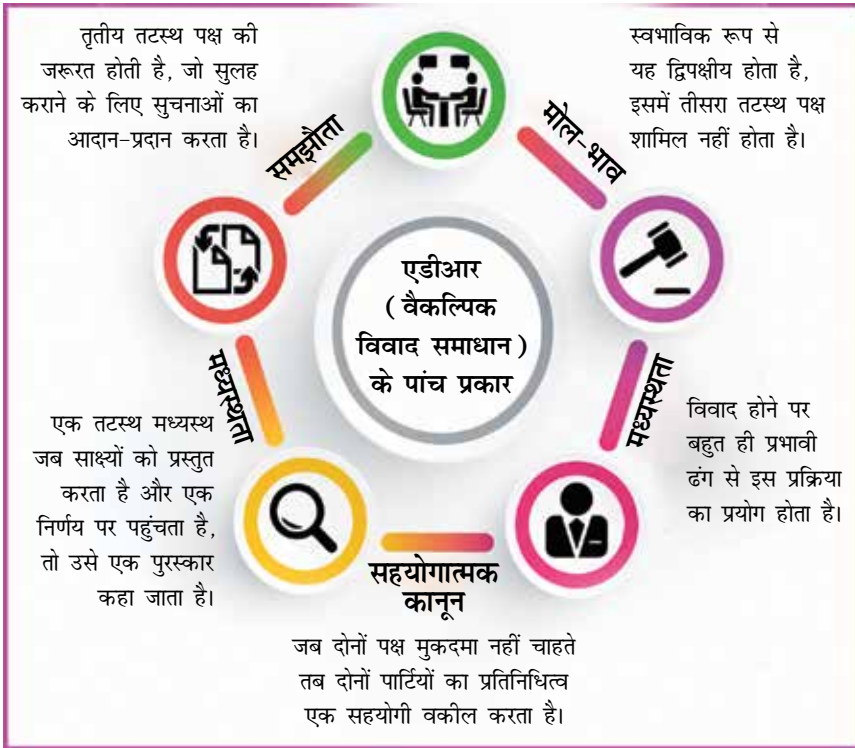 तृतीय तटस्थ पक्ष की
जरूरत होती है, जो सुलह
कराने के लिए सुचनाओं का
आदान-प्रदान करता है।
समझौता
मोल-भाव
स्वभाविक रूप से
यह द्विपक्षीय होता है,
इसमें तीसरा तटस्थ पक्ष
शामिल नहीं होता है।
एडीआर
(वैकल्पिक
विवाद समाधान)
के पांच प्रकार
मध्यस्थता
एक तटस्थ मध्यस्थ
जब साक्ष्यों को प्रस्तुत
करता है और एक
निर्णय पर पहुंचता है,
तो उसे एक पुरस्कार
कहा जाता है।
मध्यस्थता
विवाद होने पर
बहुत ही प्रभावी
ढंग से इस प्रक्रिया
का प्रयोग होता है।
सहयोगात्मक
कानून
जब दोनों पक्ष मुकदमा नहीं चाहते
तब दोनों पार्टियों का प्रतिनिधित्व
एक सहयोगी वकील करता है।